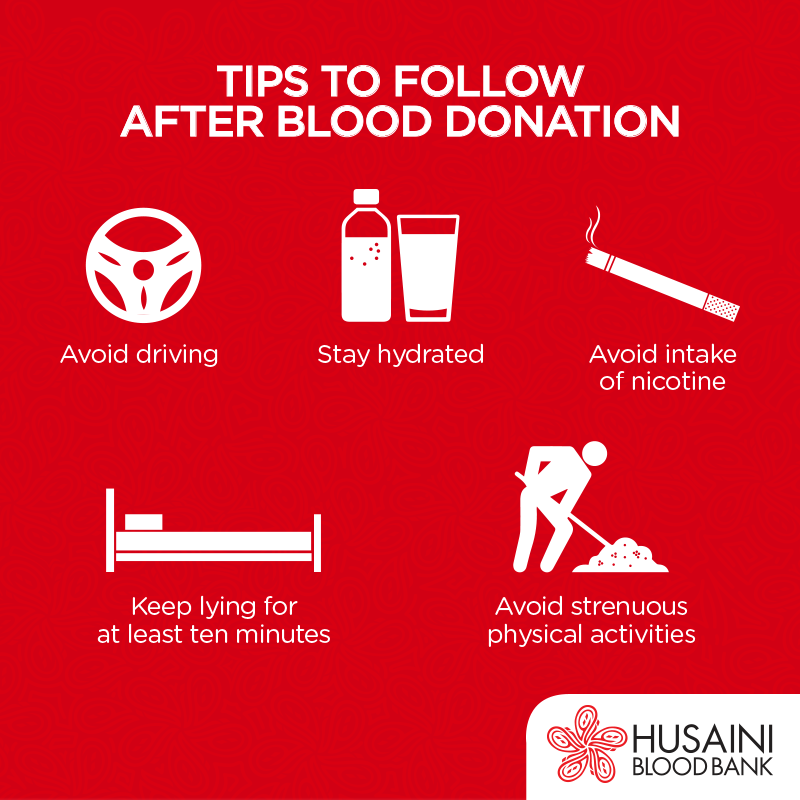 TIPS TO FOLLOW
AFTER BLOOD DONATION
Avoid driving
Stay hydrated
Avoid intake
of nicotine
Keep lying for
at least ten minutes
Avoid strenuous
physical activities
HUSAINI
BLOOD BANK